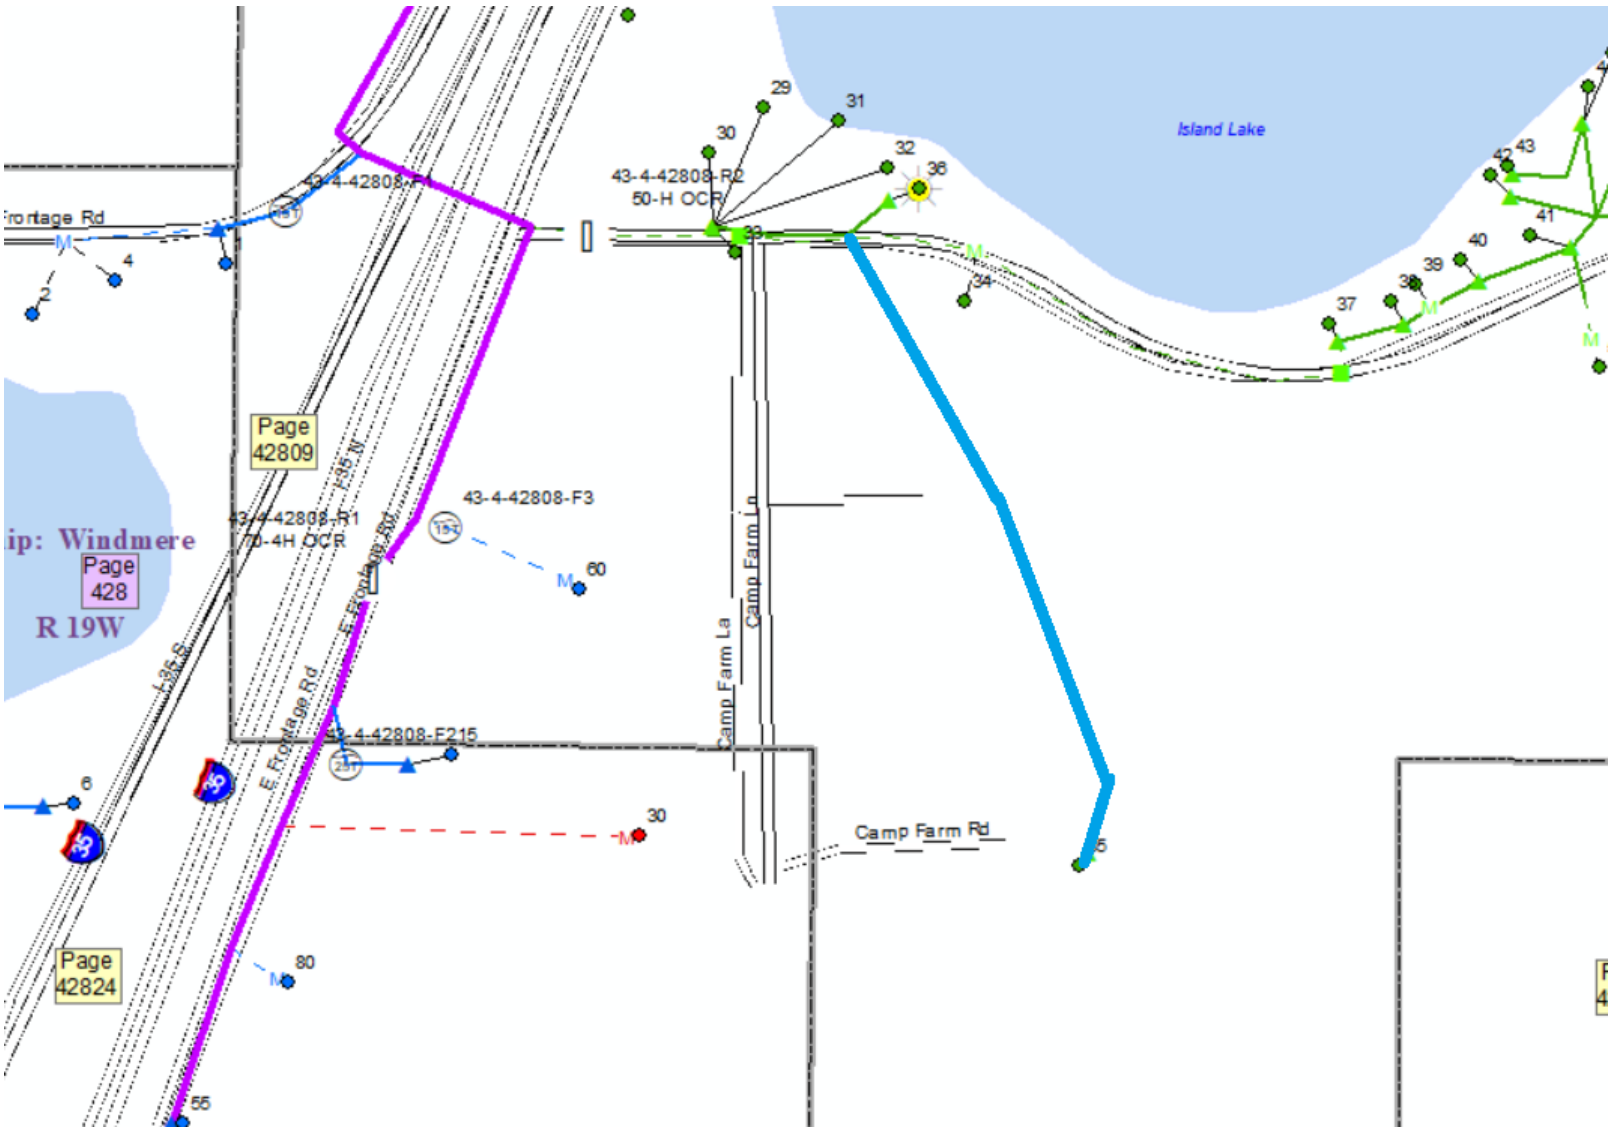 29
31
30
32
36
43-4-42808-R2
50-H OCR
33
Island Lake
43
42
41
40
39
38
37
43-4-42808-F1
15T
Frontage Rd
M
4
2
M
34
M
M
Page
42809
I-35 N
43-4-42808-F3
15T
43-4-42808-R1
70-4H OCR
ip: Windmere
Page
428
R 19W
M
60
E Frontage Rd
Camp Farm Ln
Camp Farm La
I-35 S
E Frontage Rd
43-4-42808-F215
25T
35
6
35
M
30
Camp Farm Rd
5
Page
42824
M
80
55